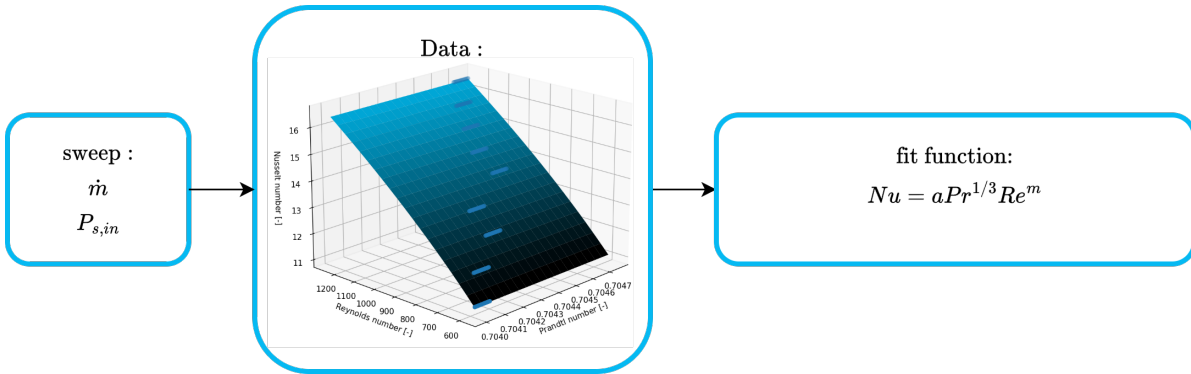 sweep :
ṁ
P_{s,in}
Data :
Nusselt number [-]
16
15
14
13
12
11
1200
1100
1000
900
800
700
600
Reynolds number [-]
0.7040
0.7041
0.7042
0.7043
0.7044
0.7045
0.7046
0.7047
Prandtl number [-]
fit function:
Nu = aPr^{1/3}Re^{m}